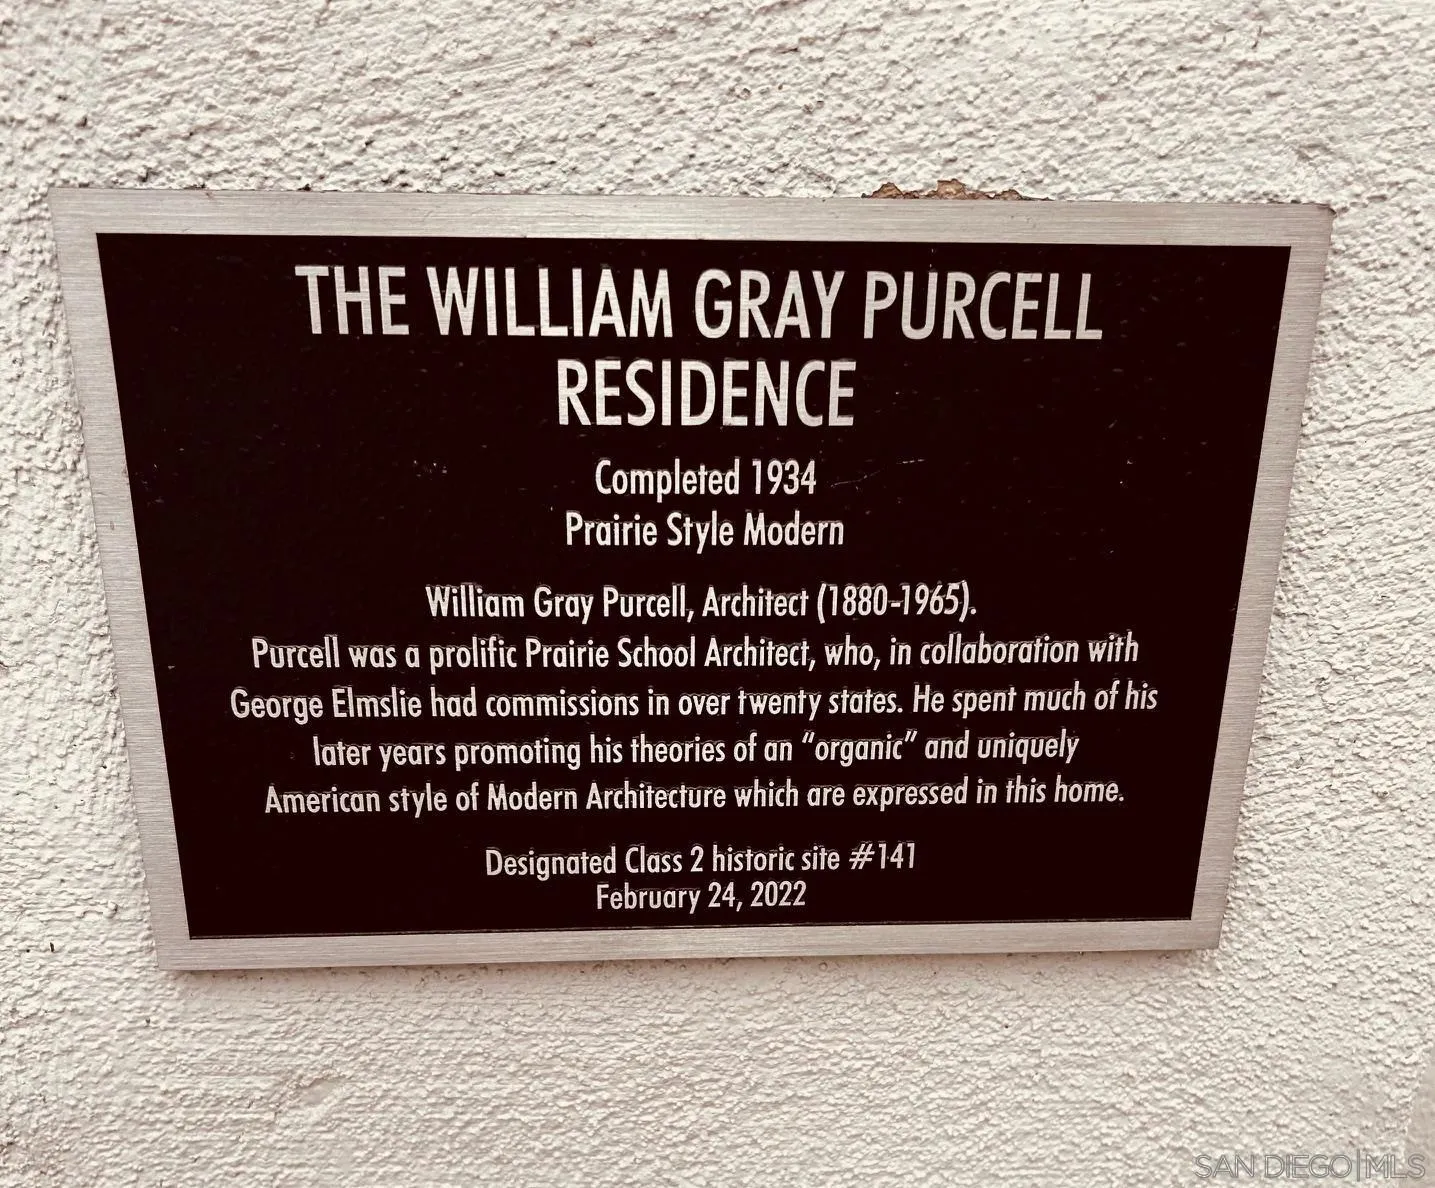 THE WILLIAM GRAY PURCELL
RESIDENCE
Completed 1934
Prairie Style Modern
William Gray Purcell, Architect (1880-1965).
Purcell was a prolific Prairie School Architect, who, in collaboration with
George Elmslie had commissions in over twenty states. He spent much of his
later years promoting his theories of an “organic” and uniquely
American style of Modern Architecture which are expressed in this home.
Designated Class 2 historic site #141
February 24, 2022
SAN DIEGO|MLS